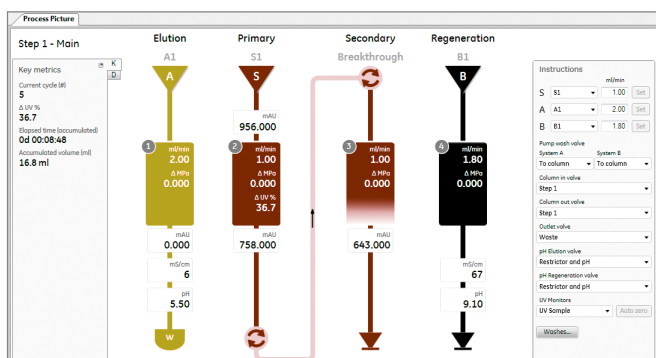 Process Picture
Step 1 - Main
Key metrics
K
D
Current cycle (#)
5
Δ UV %
36.7
Elapsed time (accumulated)
0d 00:08:48
Accumulated volume (ml)
16.8 ml
Elution
A1
A
1
ml/min
2.00
Δ MPa
0.000
mAU
0.000
mS/cm
6
pH
5.50
W
Primary
S1
S
mAU
956.000
2
ml/min
1.00
Δ MPa
0.000
Δ UV %
36.7
mAU
758.000
Secondary
Breakthrough
3
ml/min
1.00
Δ MPa
0.000
mAU
643.000
Regeneration
B1
B
4
ml/min
1.80
Δ MPa
0.000
mS/cm
67
pH
9.10
Instructions
ml/min
S S1 1.00 Set
A A1 2.00 Set
B B1 1.80 Set
Pump wash valve
System A System B
To column To column
Column in valve
Step 1
Column out valve
Step 1
Outlet valve
Waste
pH Elution valve
Restrictor and pH
pH Regeneration valve
Restrictor and pH
UV Monitors
UV Sample Auto zero
Washes...